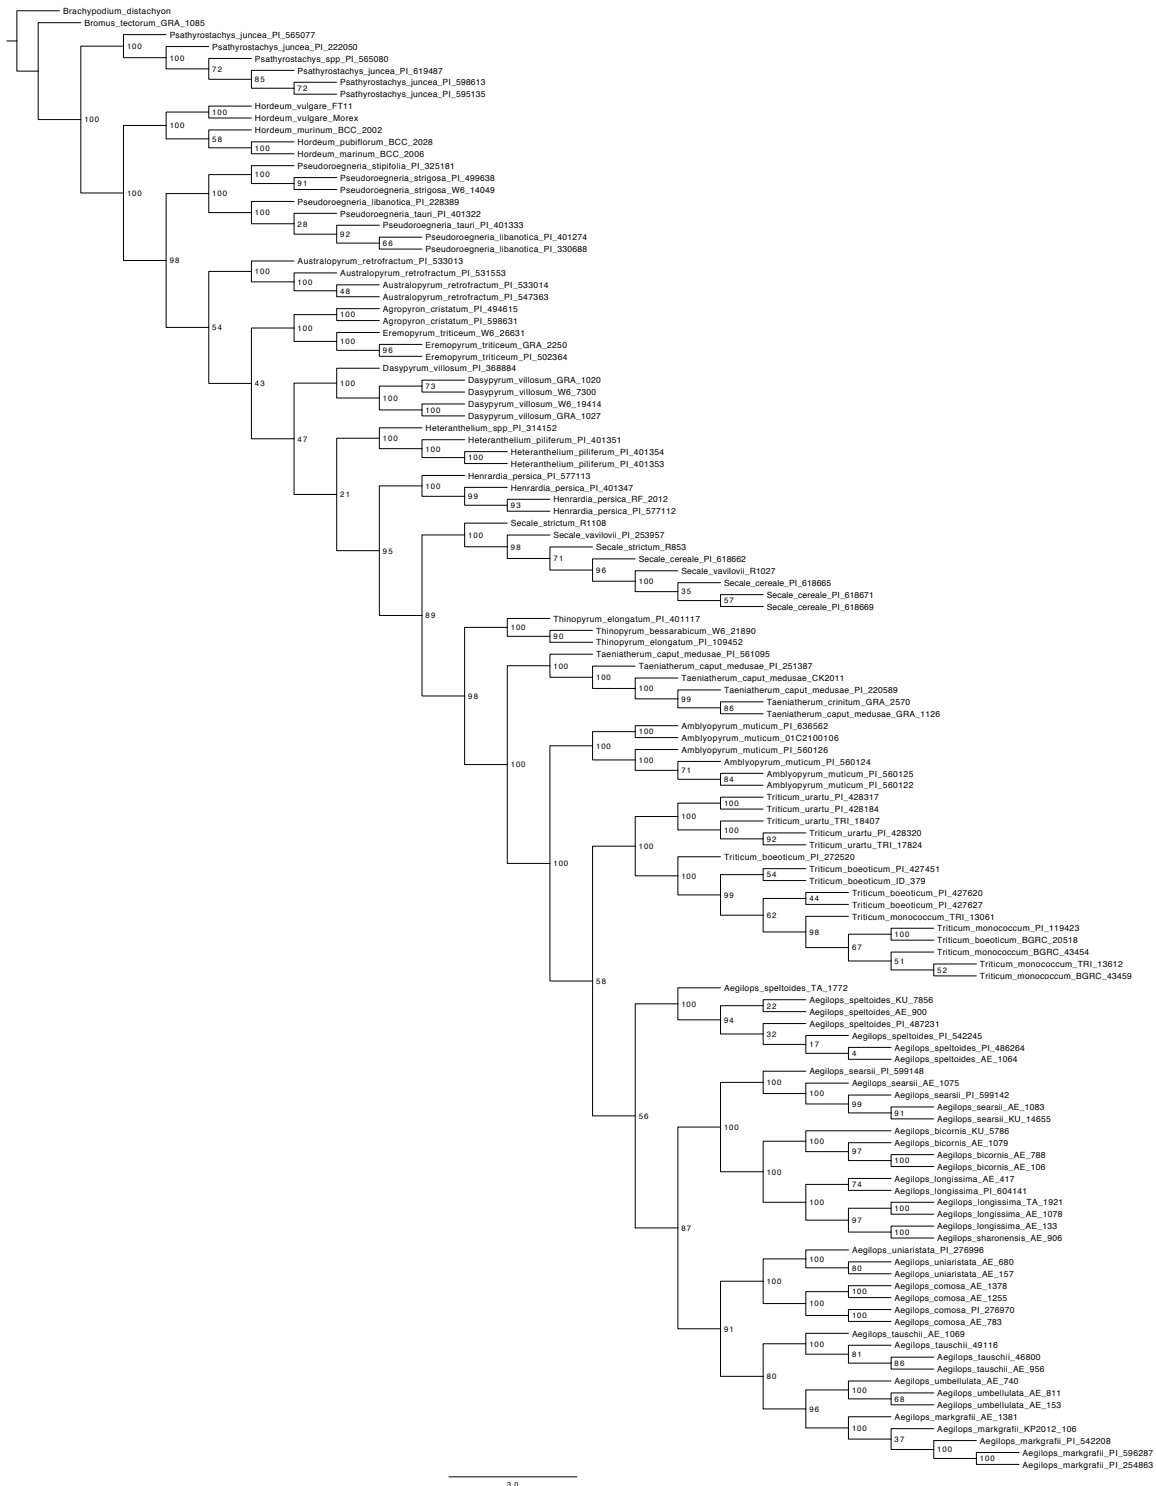 Brachypodium_distachyon
Bromus_tectorum_GRA_1085
Psathyrostachys_juncea_PI_565077
100
Psathyrostachys_juncea_PI_222050
100
Psathyrostachys_spp_PI_565080
72
Psathyrostachys_juncea_PI_619487
85
Psathyrostachys_juncea_PI_598613
72
Psathyrostachys_juncea_PI_595135
Hordeum_vulgare_FT11
100
Hordeum_vulgare_Morex
100
100
Hordeum_murinum_BCC_2002
58
Hordeum_pubiflorum_BCC_2028
100
Hordeum_marinum_BCC_2006
Pseudoroegneria_stipifolia_PI_325181
100
Pseudoroegneria_strigosa_PI_499638
91
Pseudoroegneria_strigosa_W6_14049
100
100
Pseudoroegneria_libanotica_PI_228389
100
Pseudoroegneria_tauri_PI_401322
28
Pseudoroegneria_tauri_PI_401333
92
Pseudoroegneria_libanotica_PI_401274
66
Pseudoroegneria_libanotica_PI_330688
98
Australopyrum_retrofractum_PI_533013
100
Australopyrum_retrofractum_PI_531553
100
Australopyrum_retrofractum_PI_533014
48
Australopyrum_retrofractum_PI_547363
Agropyron_cristatum_PI_494615
100
Agropyron_cristatum_PI_598631
54
100
Eremopyrum_triticeum_W6_26631
100
Eremopyrum_triticeum_GRA_2250
96
Eremopyrum_triticeum_PI_502364
Dasypyrum_villosum_PI_368884
43
100
Dasypyrum_villosum_GRA_1020
73
Dasypyrum_villosum_W6_7300
100
Dasypyrum_villosum_W6_19414
100
Dasypyrum_villosum_GRA_1027
Heteranthelium_spp_PI_314152
47
100
Heteranthelium_piliferum_PI_401351
100
Heteranthelium_piliferum_PI_401354
100
Heteranthelium_piliferum_PI_401353
Henrardia_persica_PI_577113
100
Henrardia_persica_PI_401347
21
99
Henrardia_persica_RF_2012
93
Henrardia_persica_PI_577112
Secale_strictum_R1108
100
Secale_vavilovii_PI_253957
98
Secale_strictum_R853
95
71
Secale_cereale_PI_618662
96
Secale_vavilovii_R1027
100
Secale_cereale_PI_618665
35
Secale_cereale_PI_618671
57
Secale_cereale_PI_618669
89
Thinopyrum_elongatum_PI_401117
100
Thinopyrum_bessarabicum_W6_21890
90
Thinopyrum_elongatum_PI_109452
Taeniatherum_caput_medusae_PI_561095
100
Taeniatherum_caput_medusae_PI_251387
100
Taeniatherum_caput_medusae_CK2011
100
Taeniatherum_caput_medusae_PI_220589
98
99
Taeniatherum_crinitum_GRA_2570
86
Taeniatherum_caput_medusae_GRA_1126
Amblyopyrum_muticum_PI_636562
100
Amblyopyrum_muticum_01C2100106
100
Amblyopyrum_muticum_PI_560126
100
Amblyopyrum_muticum_PI_560124
100
71
Amblyopyrum_muticum_PI_560125
84
Amblyopyrum_muticum_PI_560122
Triticum_urartu_PI_428317
100
Triticum_urartu_PI_428184
100
Triticum_urartu_TRI_18407
100
Triticum_urartu_PI_428320
92
Triticum_urartu_TRI_17824
100
Triticum_boeoticum_PI_272520
100
100
Triticum_boeoticum_PI_427451
54
Triticum_boeoticum_ID_379
99
Triticum_boeoticum_PI_427620
44
Triticum_boeoticum_PI_427627
62
Triticum_monococcum_TRI_13061
98
Triticum_monococcum_PI_119423
100
Triticum_boeoticum_BGRC_20518
67
Triticum_monococcum_BGRC_43454
51
Triticum_monococcum_TRI_13612
52
Triticum_monococcum_BGRC_43459
58
Aegilops_speltoides_TA_1772
100
Aegilops_speltoides_KU_7856
22
Aegilops_speltoides_AE_900
94
Aegilops_speltoides_PI_487231
32
Aegilops_speltoides_PI_542245
17
Aegilops_speltoides_PI_486264
4
Aegilops_speltoides_AE_1064
Aegilops_searsii_PI_599148
100
Aegilops_searsii_AE_1075
100
Aegilops_searsii_PI_599142
99
Aegilops_searsii_AE_1083
91
Aegilops_searsii_KU_14655
56
100
Aegilops_bicornis_KU_5786
100
Aegilops_bicornis_AE_1079
97
Aegilops_bicornis_AE_788
100
Aegilops_bicornis_AE_106
100
Aegilops_longissima_AE_417
74
Aegilops_longissima_PI_604141
100
Aegilops_longissima_TA_1921
100
Aegilops_longissima_AE_1078
97
Aegilops_longissima_AE_133
100
Aegilops_sharonensis_AE_906
87
Aegilops_uniaristata_PI_276996
100
Aegilops_uniaristata_AE_680
80
Aegilops_uniaristata_AE_157
100
Aegilops_comosa_AE_1378
100
Aegilops_comosa_AE_1255
100
Aegilops_comosa_PI_276970
100
Aegilops_comosa_AE_783
91
Aegilops_tauschii_AE_1069
100
Aegilops_tauschii_49116
81
Aegilops_tauschii_46800
86
Aegilops_tauschii_AE_956
80
Aegilops_umbellulata_AE_740
100
Aegilops_umbellulata_AE_811
68
Aegilops_umbellulata_AE_153
96
Aegilops_markgrafii_AE_1381
100
Aegilops_markgrafii_KP2012_106
37
Aegilops_markgrafii_PI_542208
100
Aegilops_markgrafii_PI_596287
100
Aegilops_markgrafii_PI_254863
3.0